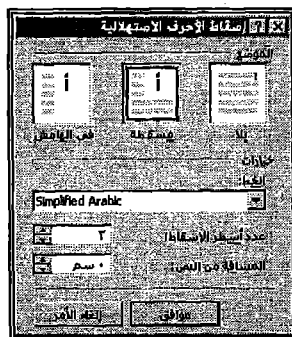 إسقاط الأحرف الاستهلالية
الموضع
بلا
مسقطة
في الهامش
خيارات
الخط:
Simplified Arabic
عدد أسطر الإسقاط:
٣
المسافة من النص:
٠ سم
موافق
إلغاء الأمر